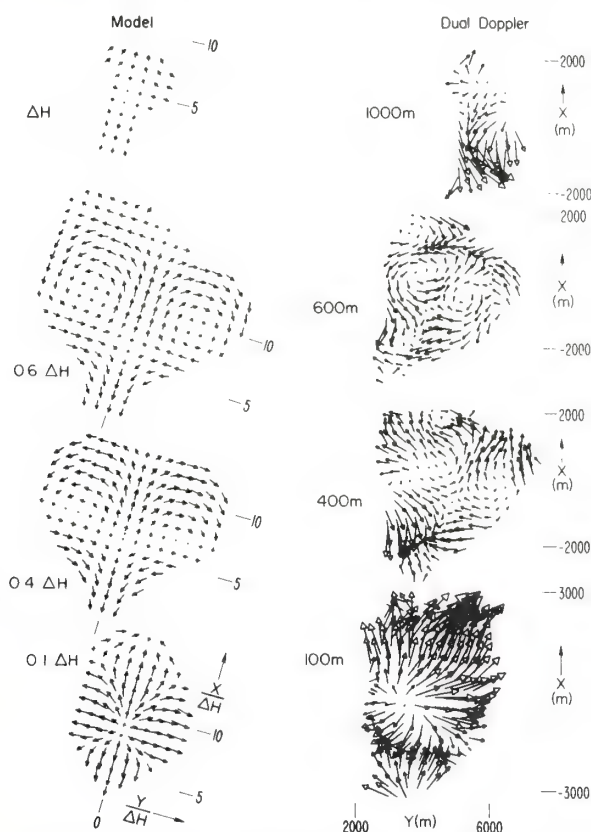 Model
10
5
ΔH
10
5
0.6 ΔH
10
5
0.4 ΔH
0.1 ΔH
X/ΔH
10
5
Y/ΔH
0
Dual Doppler
2000
1000m
X
(m)
-2000
2000
600m
X
(m)
-2000
2000
400m
X
(m)
-2000
3000
100m
X
(m)
-3000
2000
Y(m)
6000